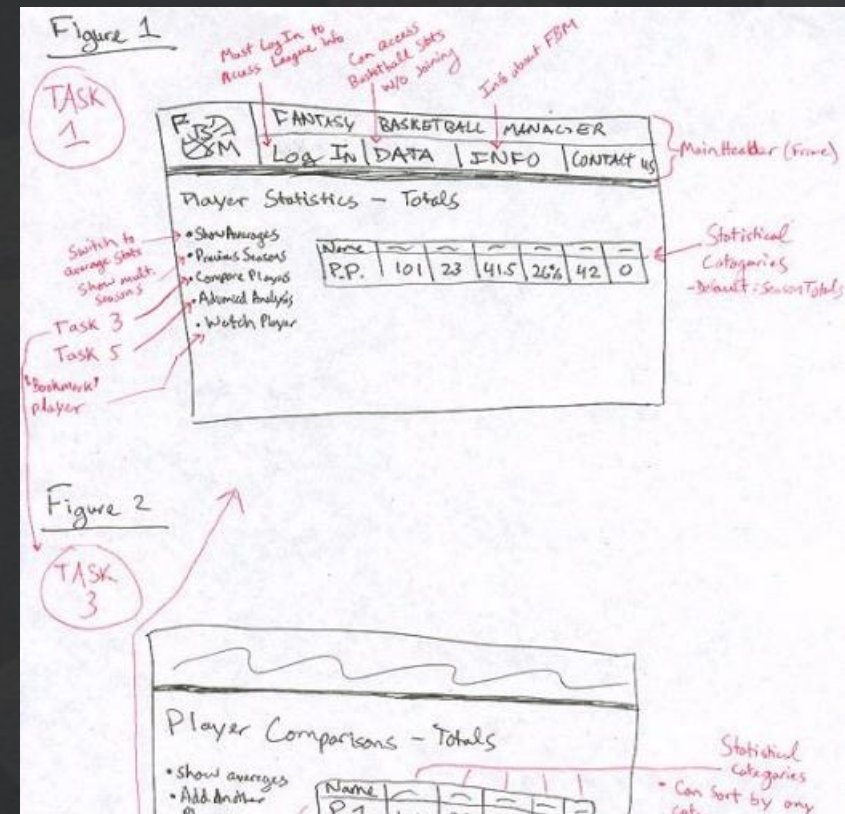 Figure 1
Must Log In to
Access League Info
Can access
Basketball Stats
W/O Joining
Info about FBM
TASK
1
F
B M
FANTASY BASKETBALL MANAGER
Log In DATA INFO CONTACT US
Main Header (Frame)
Player Statistics - Totals
• Show Averages
• Previous Seasons
• Compare Players
• Advanced Analysis
• Watch Player
Switch to
average stats
Show mult.
seasons
Task 3
Task 5
"Bookmark"
player
Name
P.P. 101 23 41.5 26% 42 0
Statistical
Catagories
- Default: Season Totals
Figure 2
TASK
3
Player Comparisons - Totals
• Show averages
• Add Another
Name
P.1
Statistical
categories
• Can sort by any